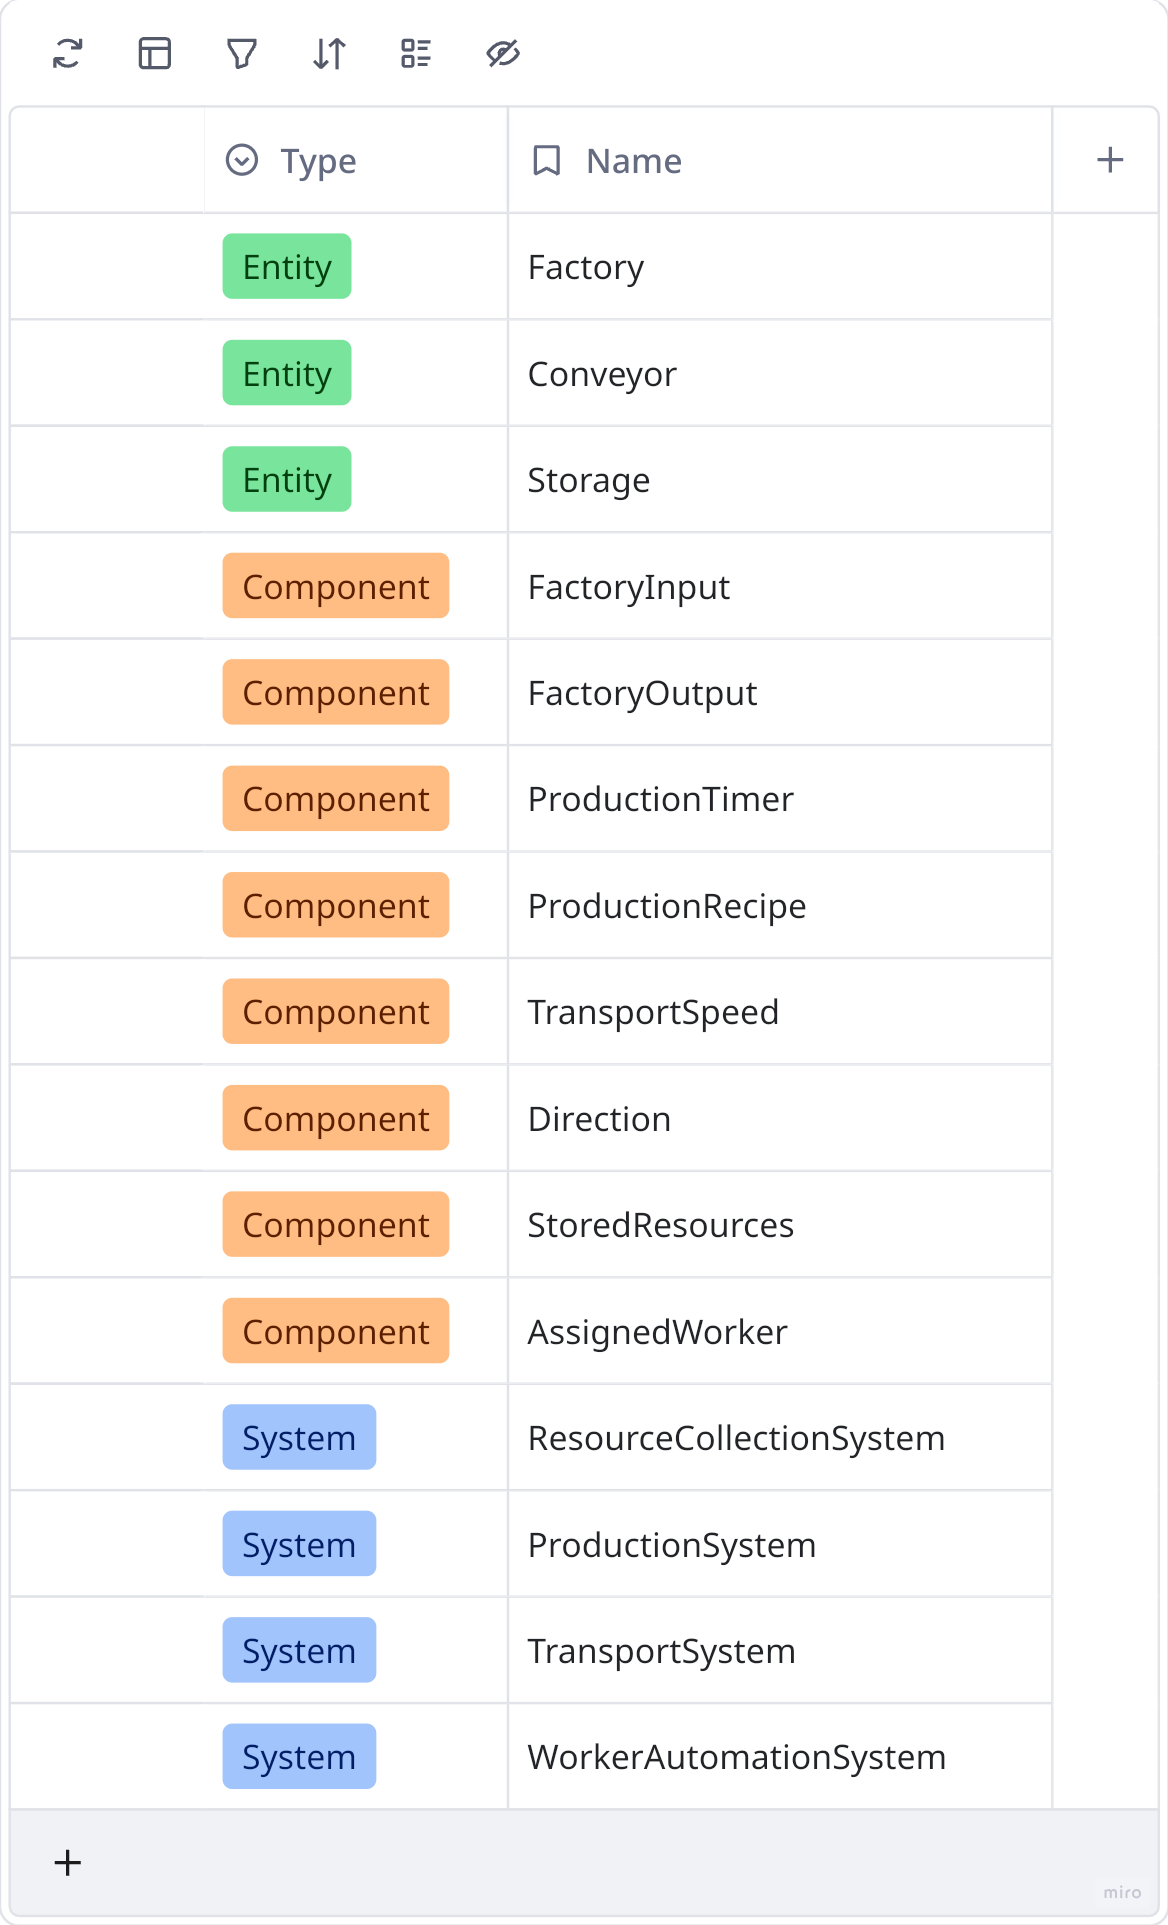 Type Name
Entity Factory
Entity Conveyor
Entity Storage
Component FactoryInput
Component FactoryOutput
Component ProductionTimer
Component ProductionRecipe
Component TransportSpeed
Component Direction
Component StoredResources
Component AssignedWorker
System ResourceCollectionSystem
System ProductionSystem
System TransportSystem
System WorkerAutomationSystem
miro